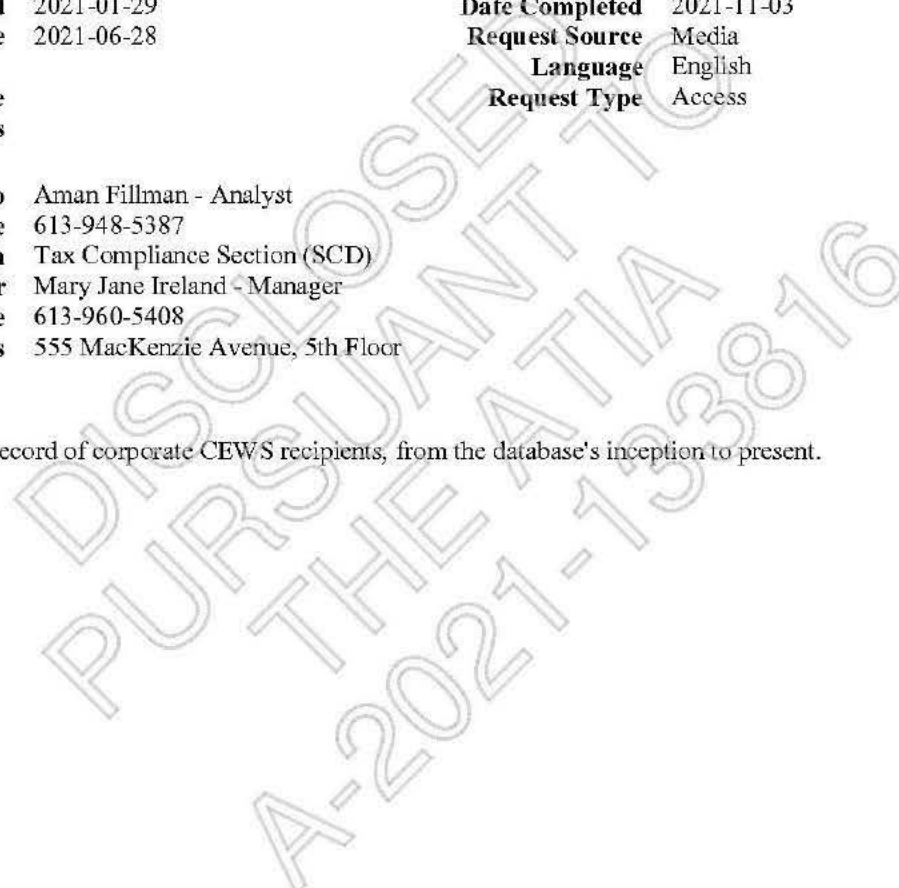 2021-01-29 Date Completed 2021-11-03
2021-06-28 Request Source Media
Language English
Request Type Access
Aman Fillman - Analyst
613-948-5387
Tax Compliance Section (SCD)
Mary Jane Ireland - Manager
613-960-5408
555 MacKenzie Avenue, 5th Floor
ecord of corporate CEWS recipients, from the database's inception to present.
DISCLOSED
PURSUANT TO
THE ATIA
A-2021-133816